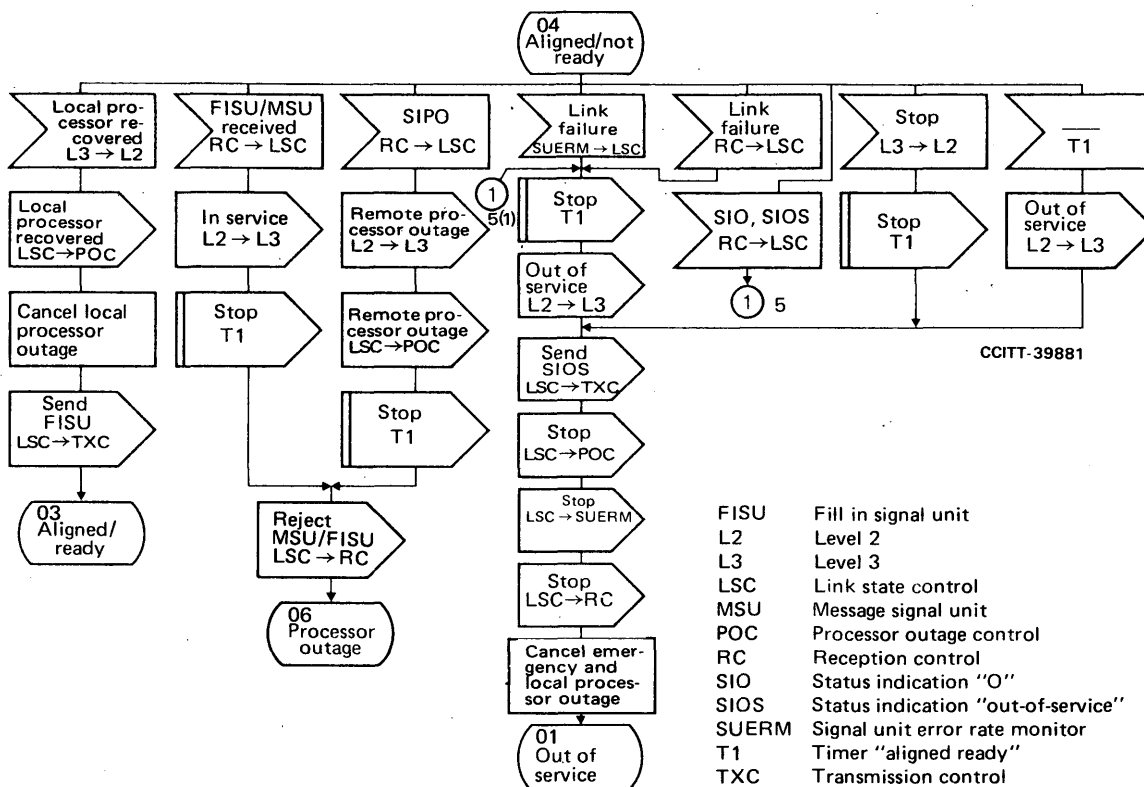 04
Aligned/not
ready
Local pro-
cessor re-
covered
L3 → L2
FISU/MSU
received
RC → LSC
SIPO
RC → LSC
Link
failure
SUERM → LSC
Link
failure
RC → LSC
Stop
L3 → L2
T1
Local
processor
recovered
LSC → POC
In service
L2 → L3
Remote pro-
cessor outage
L2 → L3
1
5(1)
Stop
T1
SIO, SIOS
RC → LSC
Stop
T1
Out of
service
L2 → L3
Cancel local
processor
outage
Stop
T1
Remote pro-
cessor outage
LSC → POC
Out of
service
L2 → L3
1 5
CCITT-39881
Send
FISU
LSC → TXC
Stop
T1
Send
SIOS
LSC → TXC
Stop
LSC → POC
03
Aligned/
ready
Reject
MSU/FISU
LSC → RC
Stop
LSC → SUERM
06
Processor
outage
Stop
LSC → RC
Cancel emer-
gency and
local proces-
sor outage
01
Out of
service
FISU Fill in signal unit
L2 Level 2
L3 Level 3
LSC Link state control
MSU Message signal unit
POC Processor outage control
RC Reception control
SIO Status indication "O"
SIOS Status indication "out-of-service"
SUERM Signal unit error rate monitor
T1 Timer "aligned ready"
TXC Transmission control